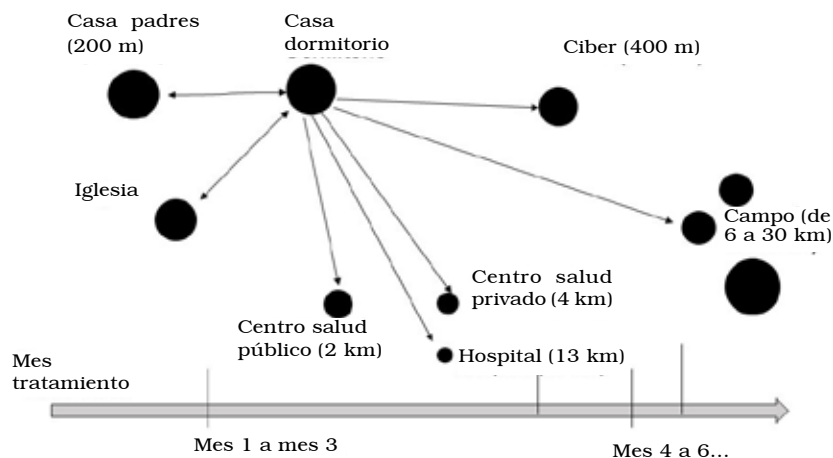 Casa padres
(200 m)
Casa
dormitorio
Ciber (400 m)
Iglesia
Campo (de
6 a 30 km)
Centro salud
privado (4 km)
Centro salud
público (2 km)
Hospital (13 km)
Mes
tratamiento
Mes 1 a mes 3
Mes 4 a 6...